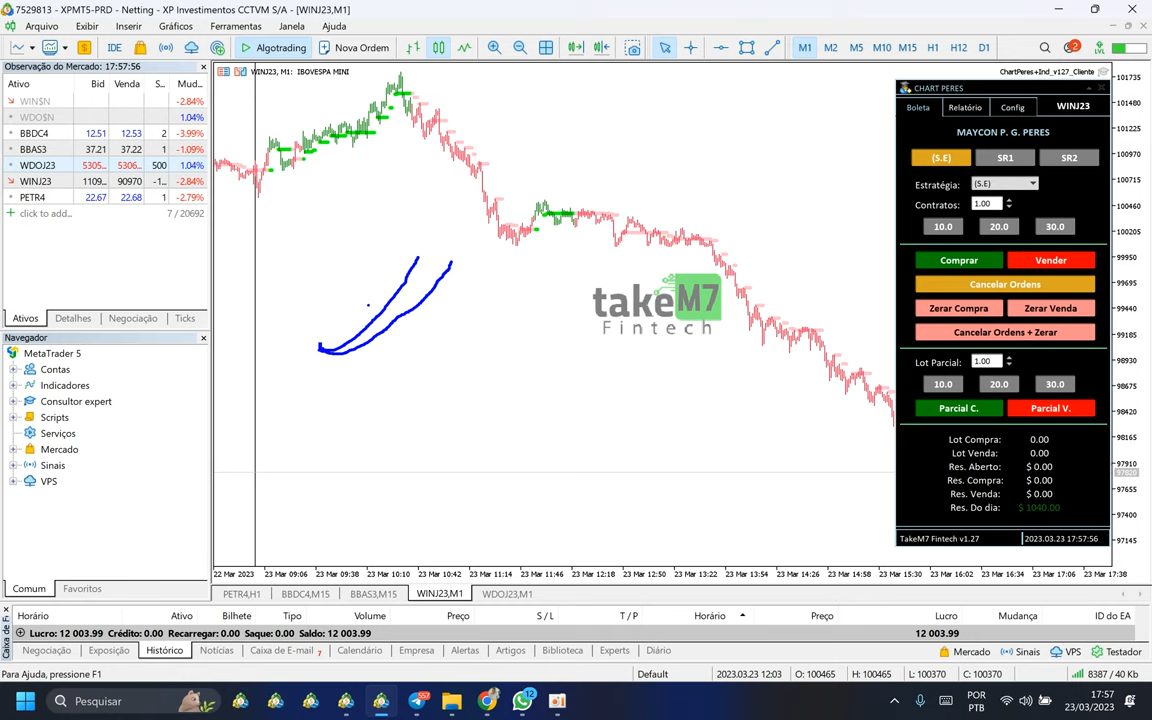 7529813 - XPMT5-PRD - Netting - XP Investimentos CCTVM S/A - [WINJ23,M1]
Arquivo Exibir Inserir Gráficos Ferramentas Janela Ajuda
IDE Algotrading Nova Ordem M1 M2 M5 M10 M15 H1 H12 D1 2 LVL
Observação do Mercado: 17:57:56
Ativo Bid Venda S... Mud...
WIN$N -2.84%
WDO$N 1.04%
BBDC4 12.51 12.53 2 -3.99%
BBAS3 37.21 37.22 1 -1.09%
WDOJ23 5305... 5306... 500 1.04%
WINJ23 1109... 90970 -1... -2.84%
PETR4 22.67 22.68 1 -2.79%
click to add... 7 / 20692
Ativos Detalhes Negociação Ticks
Navegador
MetaTrader 5
Contas
Indicadores
Consultor expert
Scripts
Serviços
Mercado
Sinais
VPS
Comum Favoritos
WINJ23, M1: IBOVESPA MINI
ChartPeres+Ind_v127_Cliente
takeM7
Fintech
CHART PERES
Boleta Relatório Config WINJ23
MAYCON P. G. PERES
(S.E) SR1 SR2
Estratégia: (S.E)
Contratos: 1.00
10.0 20.0 30.0
Comprar Vender
Cancelar Ordens
Zerar Compra Zerar Venda
Cancelar Ordens + Zerar
Lot Parcial: 1.00
10.0 20.0 30.0
Parcial C. Parcial V.
Lot Compra: 0.00
Lot Venda: 0.00
Res. Aberto: $ 0.00
Res. Compra: $ 0.00
Res. Venda: $ 0.00
Res. Do dia: $ 1040.00
TakeM7 Fintech v1.27 2023.03.23 17:57:56
101735
101480
101225
100970
100715
100460
100205
99950
99695
99440
99185
98930
98675
98420
98165
97910
97820
97655
97400
97145
22 Mar 2023 23 Mar 09:06 23 Mar 09:38 23 Mar 10:10 23 Mar 10:42 23 Mar 11:14 23 Mar 11:46 23 Mar 12:18 23 Mar 12:50 23 Mar 13:22 23 Mar 13:54 23 Mar 14:26 23 Mar 14:58 23 Mar 15:30 23 Mar 16:02 23 Mar 16:34 23 Mar 17:06 23 Mar 17:38
PETR4,H1 BBDC4,M15 BBAS3,M15 WINJ23,M1 WDOJ23,M1
Caixa de F
Horário Ativo Bilhete Tipo Volume Preço S / L T / P Horário Preço Lucro Mudança ID do EA
Lucro: 12 003.99 Crédito: 0.00 Recarregar: 0.00 Saque: 0.00 Saldo: 12 003.99 12 003.99
Negociação Exposição Histórico Notícias Caixa de E-mail 7 Calendário Empresa Alertas Artigos Biblioteca Experts Diário Mercado Sinais VPS Testador
Para Ajuda, pressione F1 Default 2023.03.23 12:03 O: 100465 H: 100465 L: 100370 C: 100370 8387 / 40 Kb
Pesquisar 557 12 POR PTB 17:57
23/03/2023